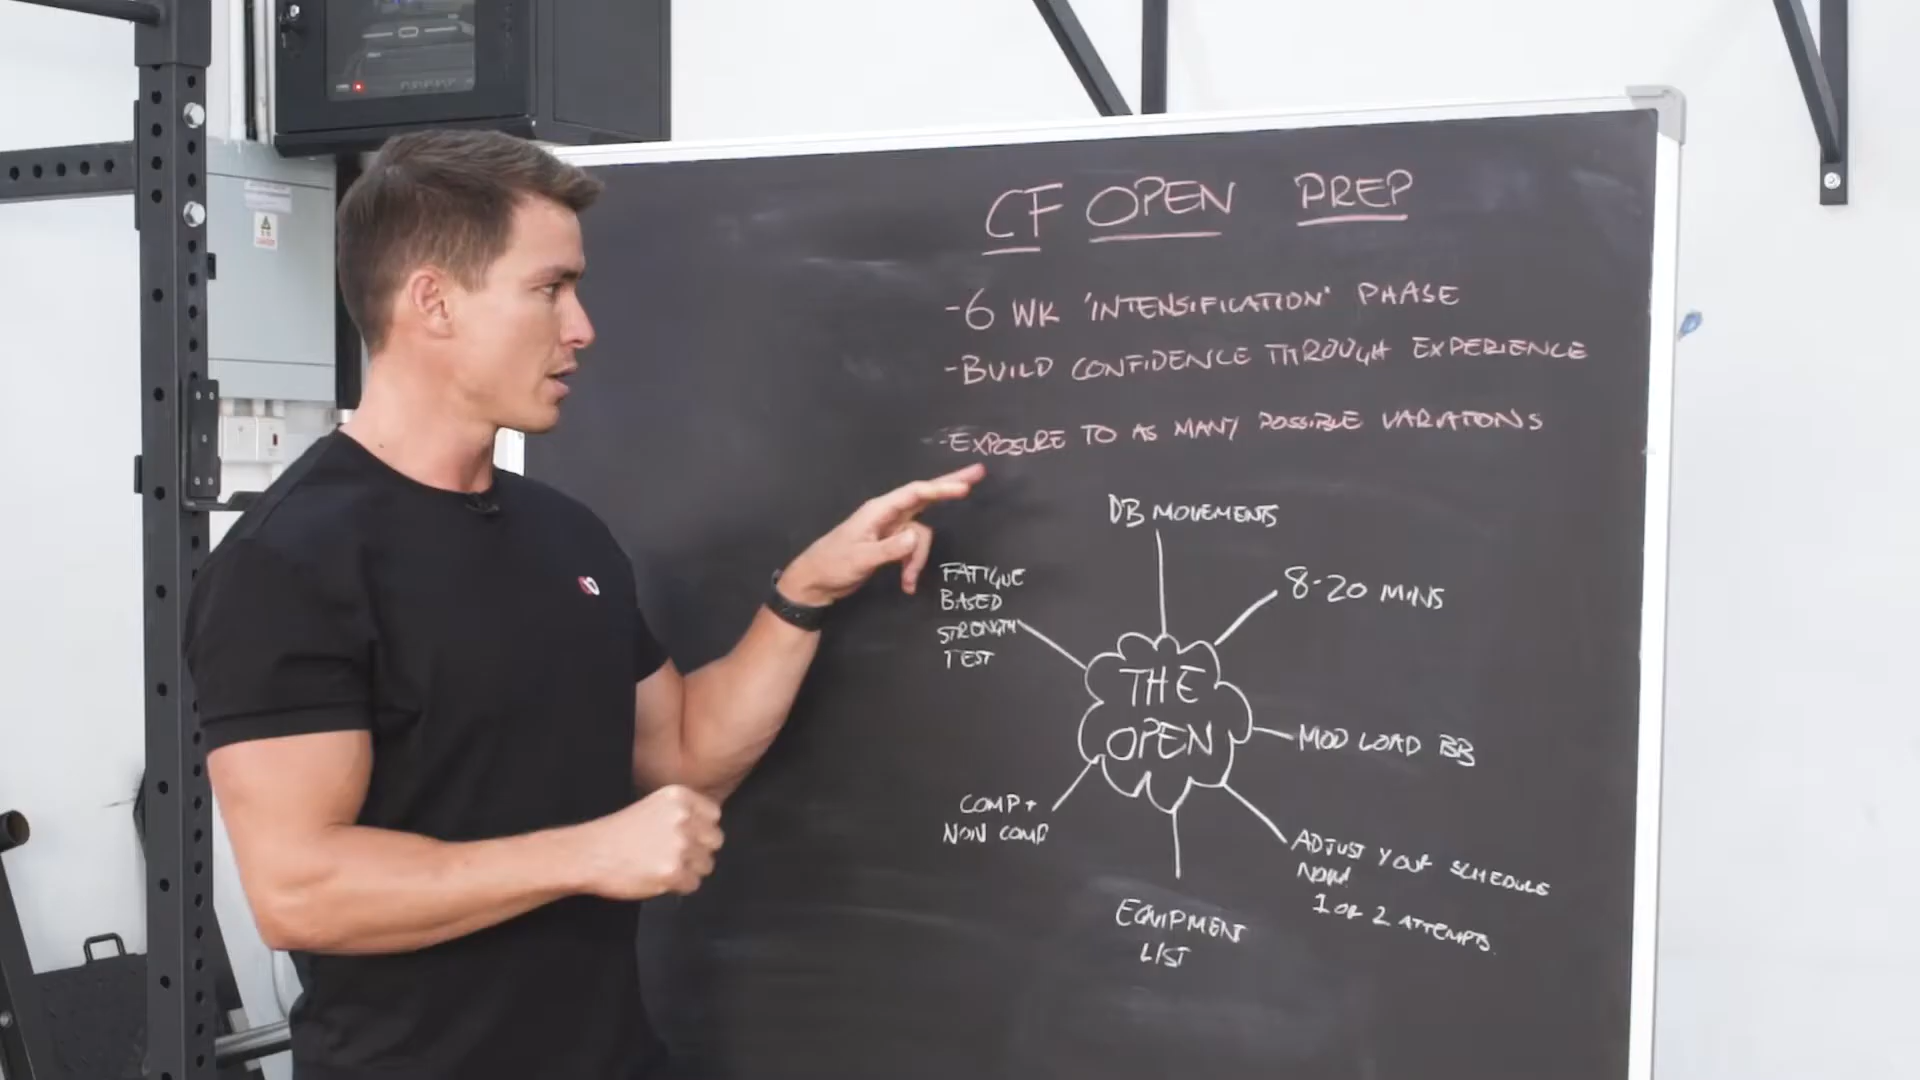 CF OPEN PREP
-6 WK 'INTENSIFICATION' PHASE
-BUILD CONFIDENCE THROUGH EXPERIENCE
-EXPOSURE TO AS MANY POSSIBLE VARIATIONS
DB MOVEMENTS
8-20 MINS
FATIGUE
BASED
STRENGTH
TEST
THE
OPEN
MOD LOAD BB
COMP +
NON COMP
ADJUST YOUR SCHEDULE
NOW!
1 OR 2 ATTEMPTS.
EQUIPMENT
LIST